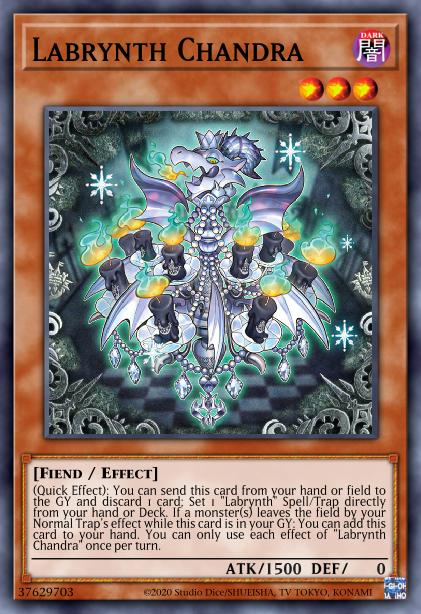 LABRYNTH CHANDRA
DARK
闇
[FIEND / EFFECT]
(Quick Effect): You can send this card from your hand or field to
the GY and discard 1 card; Set 1 "Labrynth" Spell/Trap directly
from your hand or Deck. If a monster(s) leaves the field by your
Normal Trap's effect while this card is in your GY: You can add this
card to your hand. You can only use each effect of "Labrynth
Chandra" once per turn.
ATK/1500 DEF/ 0
37629703 ©2020 Studio Dice/SHUEISHA, TV TOKYO, KONAMI